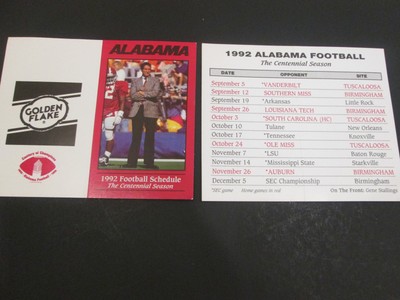 ALABAMA
GOLDEN
FLAKE
1992 Football Schedule
The Centennial Season
1992 ALABAMA FOOTBALL
The Centennial Season
DATE OPPONENT SITE
September 5 *VANDERBILT TUSCALOOSA
September 12 SOUTHERN MISS BIRMINGHAM
September 19 *Arkansas Little Rock
September 26 LOUISIANA TECH BIRMINGHAM
October 3 *SOUTH CAROLINA (HC) TUSCALOOSA
October 10 Tulane New Orleans
October 17 *Tennessee Knoxville
October 24 *OLE MISS TUSCALOOSA
November 7 *LSU Baton Rouge
November 14 *Mississippi State Starkville
November 26 *AUBURN BIRMINGHAM
December 5 SEC Championship Birmingham
*SEC game Home games in red On The Front: Gene Stallings